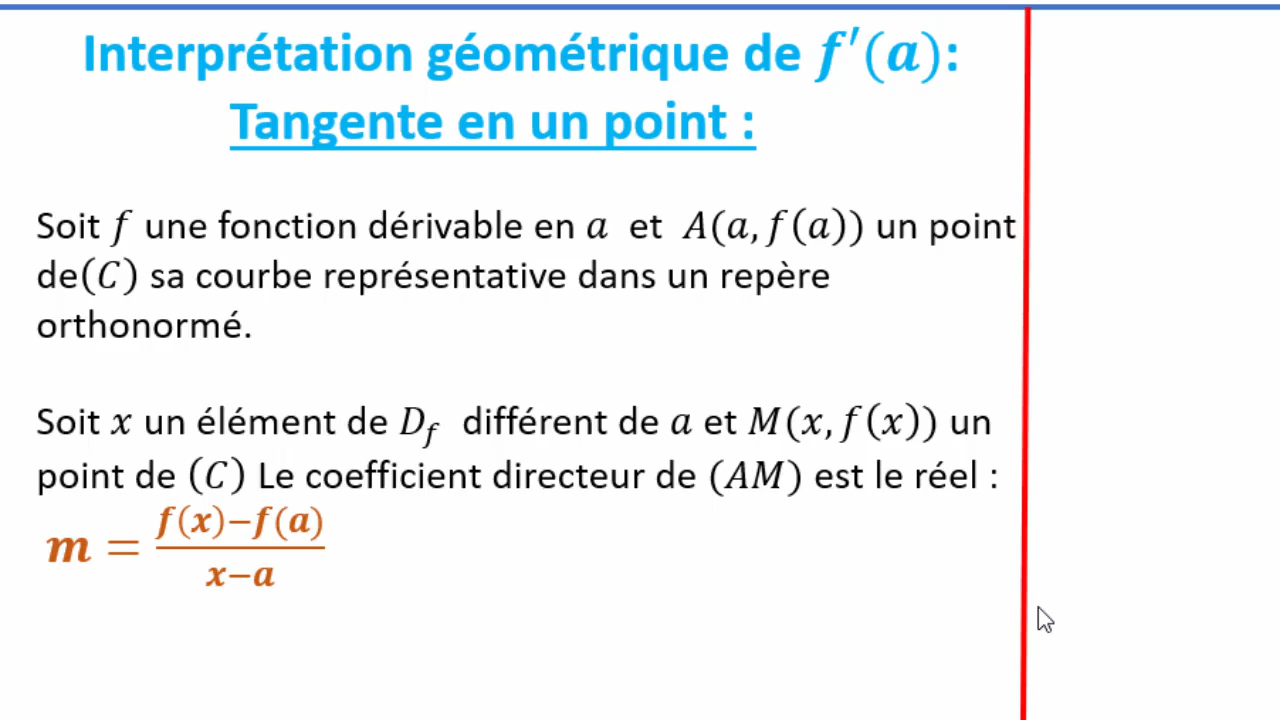 Interprétation géométrique de f′(a):
Tangente en un point :
Soit f une fonction dérivable en a et A(a, f(a)) un point
de(C) sa courbe représentative dans un repère
orthonormé.
Soit x un élément de D_f différent de a et M(x, f(x)) un
point de (C) Le coefficient directeur de (AM) est le réel :
m = \frac{f(x)−f(a)}{x−a}